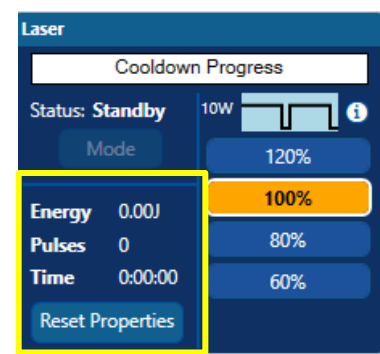 Laser
Cooldown Progress
Status: Standby
10W
Mode
120%
100%
80%
60%
Energy 0.00J
Pulses 0
Time 0:00:00
Reset Properties